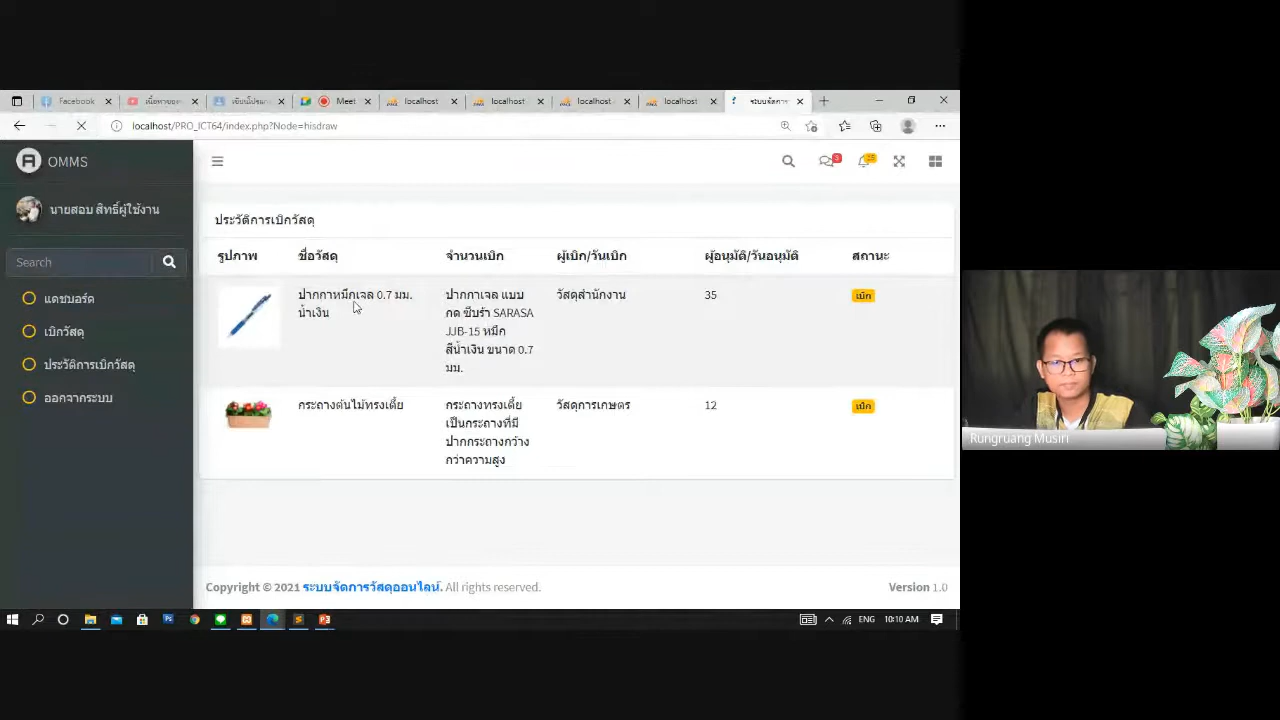 Facebook
Meet
localhost
localhost
localhost
localhost
ระบบจัดการ
localhost/PRO_ICT64/index.php?Node=hisdraw
OMMS
3
15
นายสอบ สิทธิ์ผู้ใช้งาน
Search
แดชบอร์ด
เบิกวัสดุ
ประวัติการเบิกวัสดุ
ออกจากระบบ
ประวัติการเบิกวัสดุ
รูปภาพ ชื่อวัสดุ จำนวนเบิก ผู้เบิก/วันเบิก ผู้อนุมัติ/วันอนุมัติ สถานะ
ปากกาหมึกเจล 0.7 มม.
น้ำเงิน
ปากกาเจล แบบ
กด ซีบร้า SARASA
JJB-15 หมึก
สีน้ำเงิน ขนาด 0.7
มม.
วัสดุสำนักงาน
35
เบิก
กระถางต้นไม้ทรงเตี้ย
กระถางทรงเตี้ย
เป็นกระถางที่มี
ปากกระถางกว้าง
กว่าความสูง
วัสดุการเกษตร
12
เบิก
Copyright © 2021 ระบบจัดการวัสดุออนไลน์. All rights reserved.
Version 1.0
ENG
10:10 AM
Rungruang Musiri